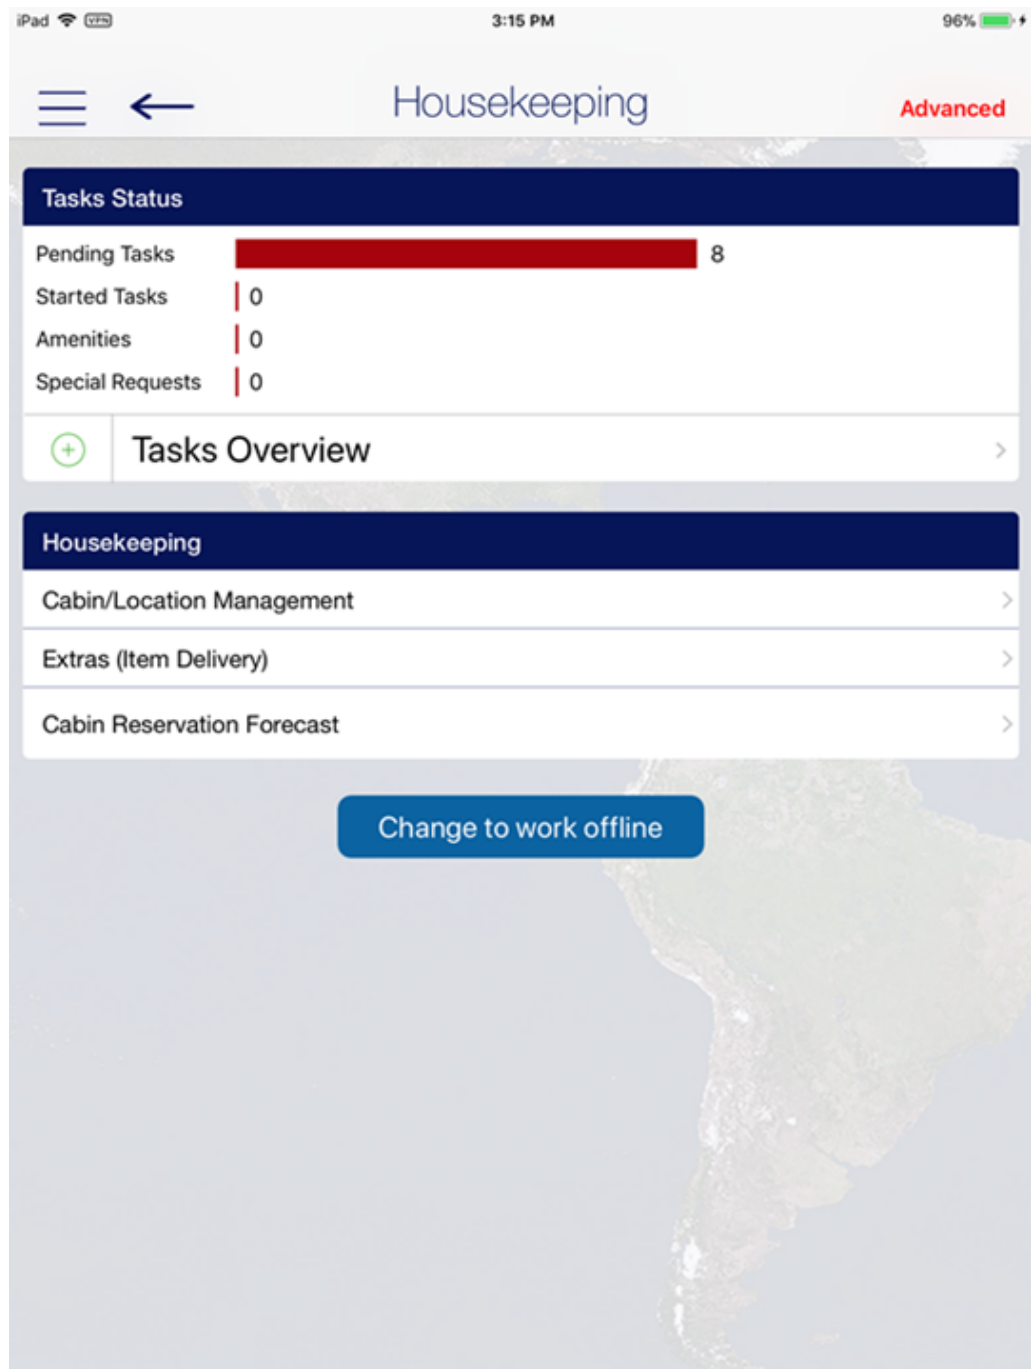 iPad VPN 3:15 PM 96%
Housekeeping Advanced
Tasks Status
Pending Tasks 8
Started Tasks 0
Amenities 0
Special Requests 0
Tasks Overview
Housekeeping
Cabin/Location Management
Extras (Item Delivery)
Cabin Reservation Forecast
Change to work offline